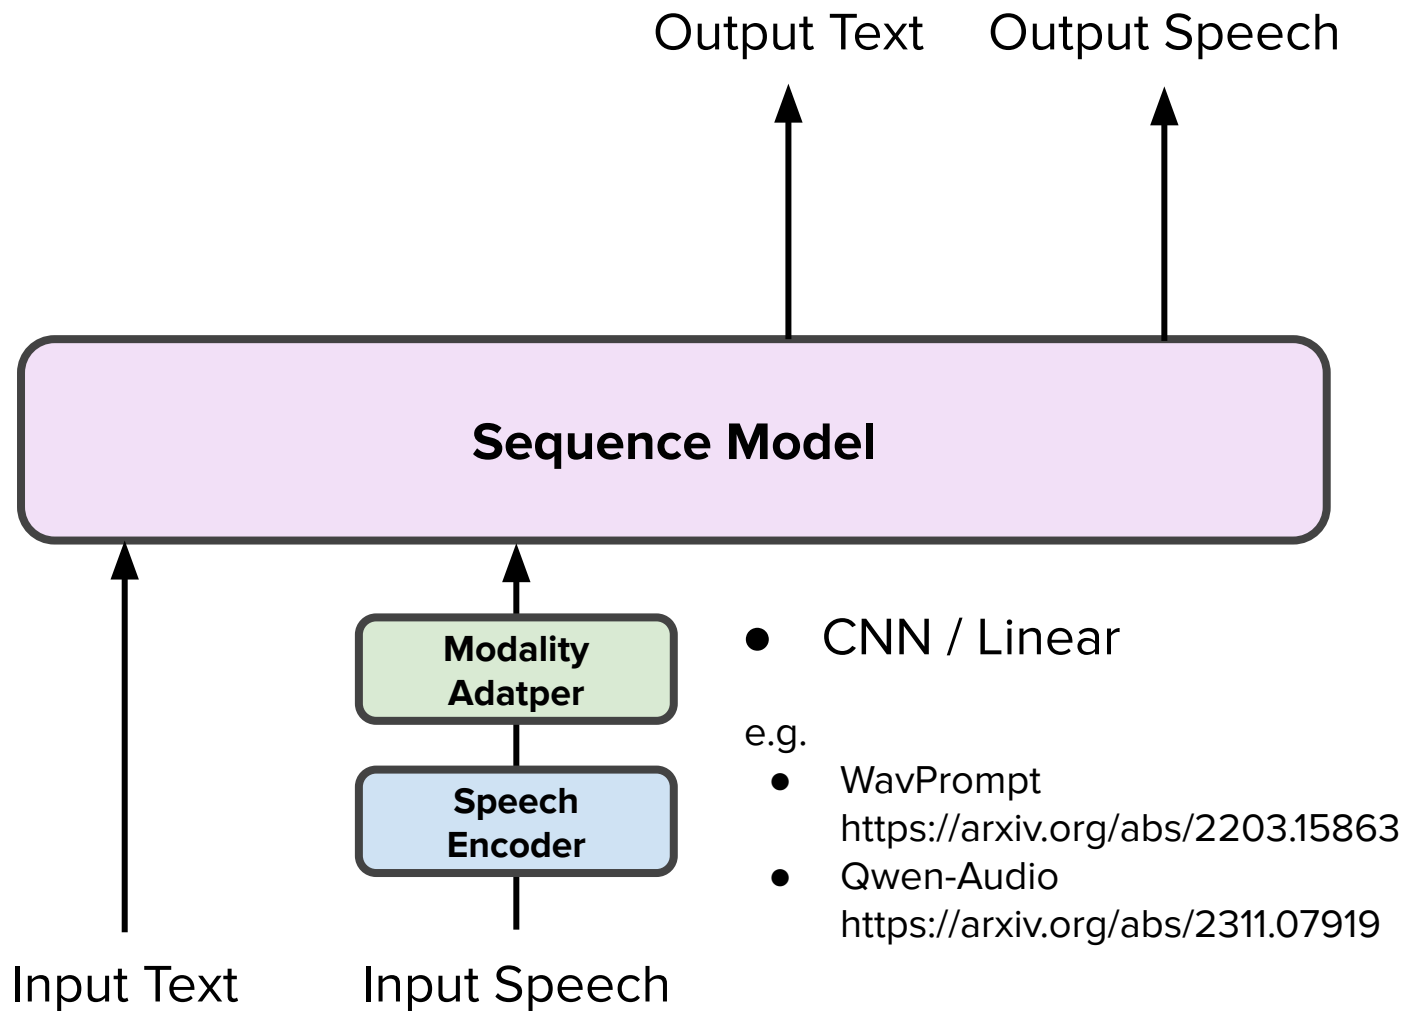 Output Text
Output Speech
Sequence Model
Modality
Adatper
● CNN / Linear
e.g.
Speech
Encoder
● WavPrompt
https://arxiv.org/abs/2203.15863
● Qwen-Audio
https://arxiv.org/abs/2311.07919
Input Text
Input Speech